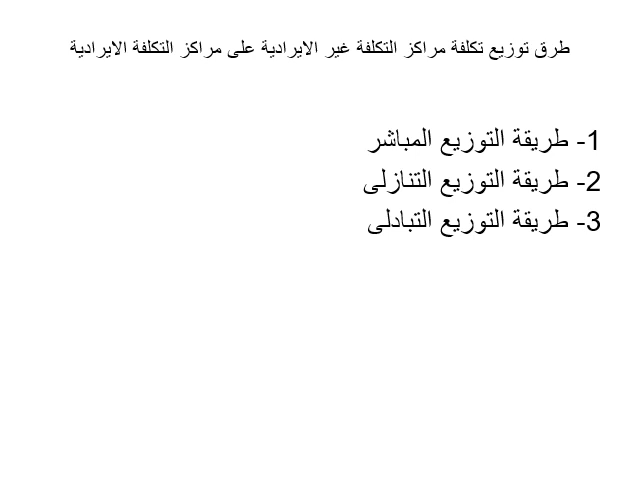 طرق توزيع تكلفة مراكز التكلفة غير الايرادية على مراكز التكلفة الايرادية
1- طريقة التوزيع المباشر
2- طريقة التوزيع التنازلى
3- طريقة التوزيع التبادلى